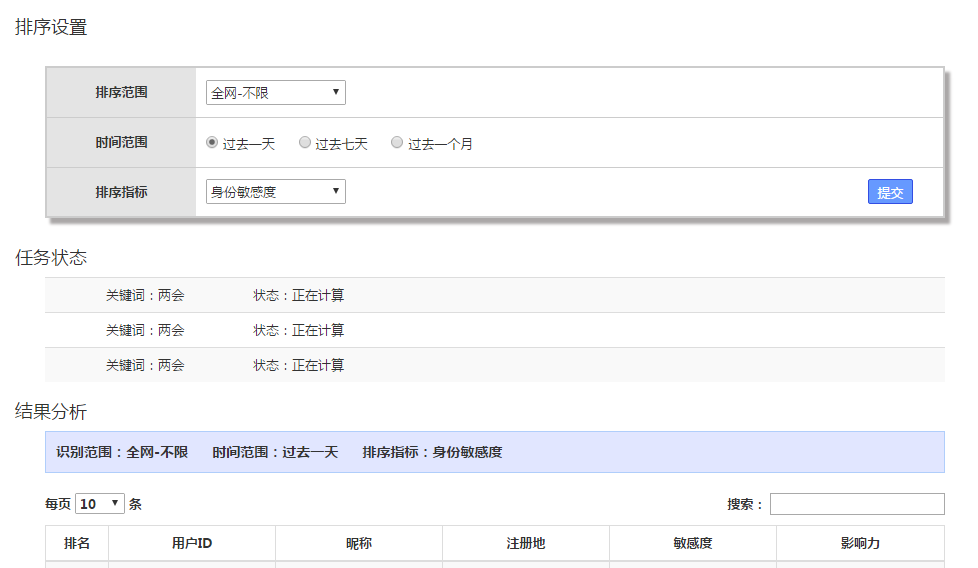 排序设置
排序范围 全网-不限
时间范围 过去一天 过去七天 过去一个月
排序指标 身份敏感度 提交
任务状态
关键词：两会 状态：正在计算
关键词：两会 状态：正在计算
关键词：两会 状态：正在计算
结果分析
识别范围：全网-不限 时间范围：过去一天 排序指标：身份敏感度
每页 10 条 搜索：
排名 用户ID 昵称 注册地 敏感度 影响力